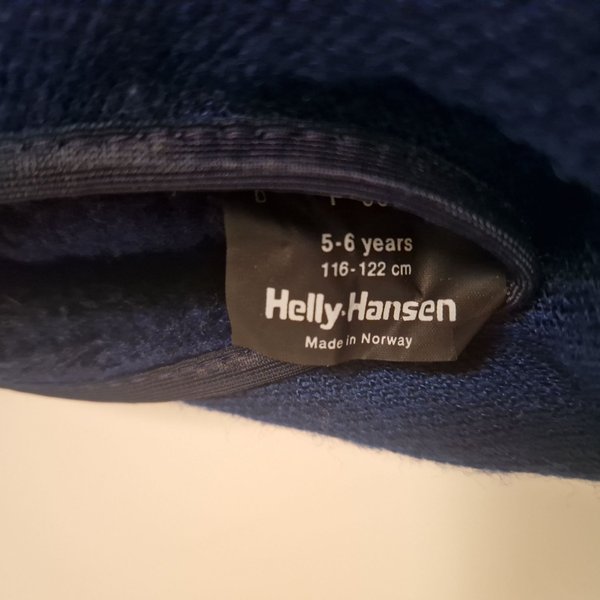 5-6 years
116-122 cm
Helly-Hansen
Made in Norway